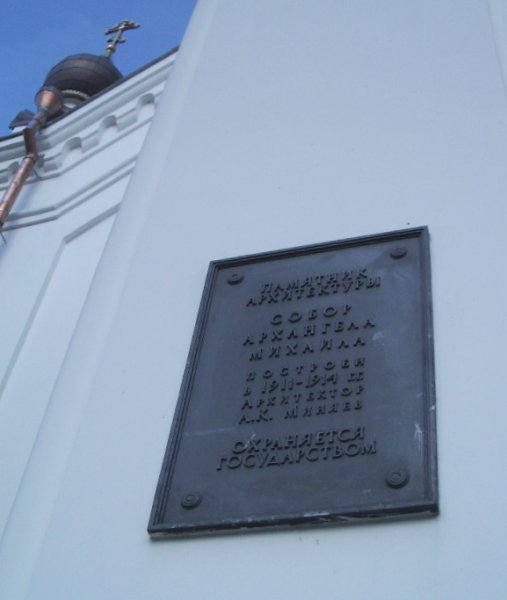 ПАМЯТНИК
АРХИТЕКТУРЫ
СОБОР
АРХАНГЕЛА
МИХАИЛА
ПОСТРОЕН
В 1911-1914 ГГ.
АРХИТЕКТОР
А.К. МИНЯЕВ
ОХРАНЯЕТСЯ
ГОСУДАРСТВОМ